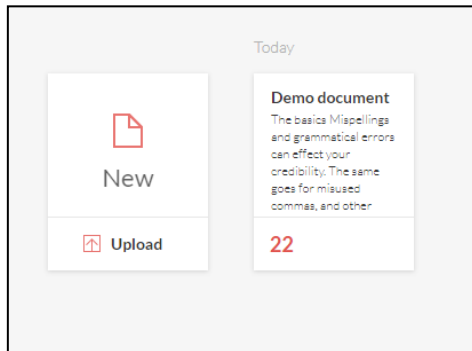 Today
New
Upload
Demo document
The basics Mispellings
and grammatical errors
can effect your
credibility. The same
goes for misused
commas, and other
22